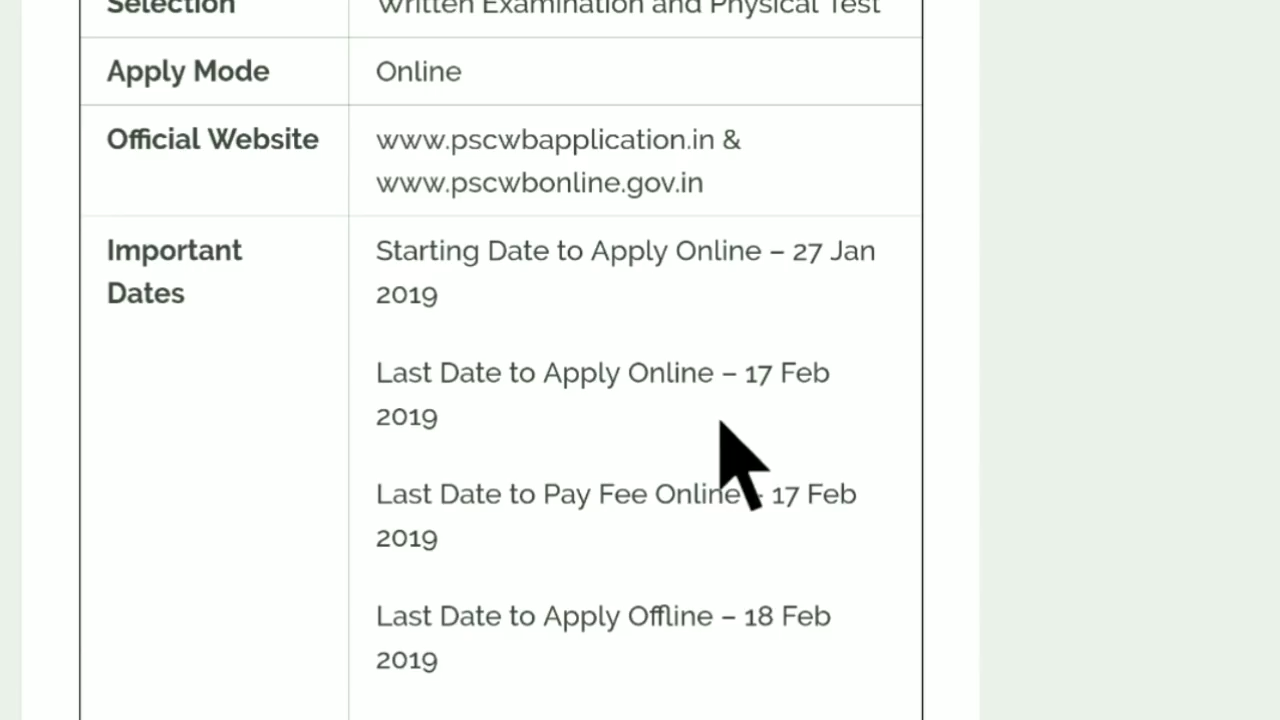 Selection Written Examination and Physical Test
Apply Mode Online
Official Website www.pscwbapplication.in &
www.pscwbonline.gov.in
Important Starting Date to Apply Online – 27 Jan
Dates 2019
Last Date to Apply Online – 17 Feb
2019
Last Date to Pay Fee Online – 17 Feb
2019
Last Date to Apply Offline – 18 Feb
2019